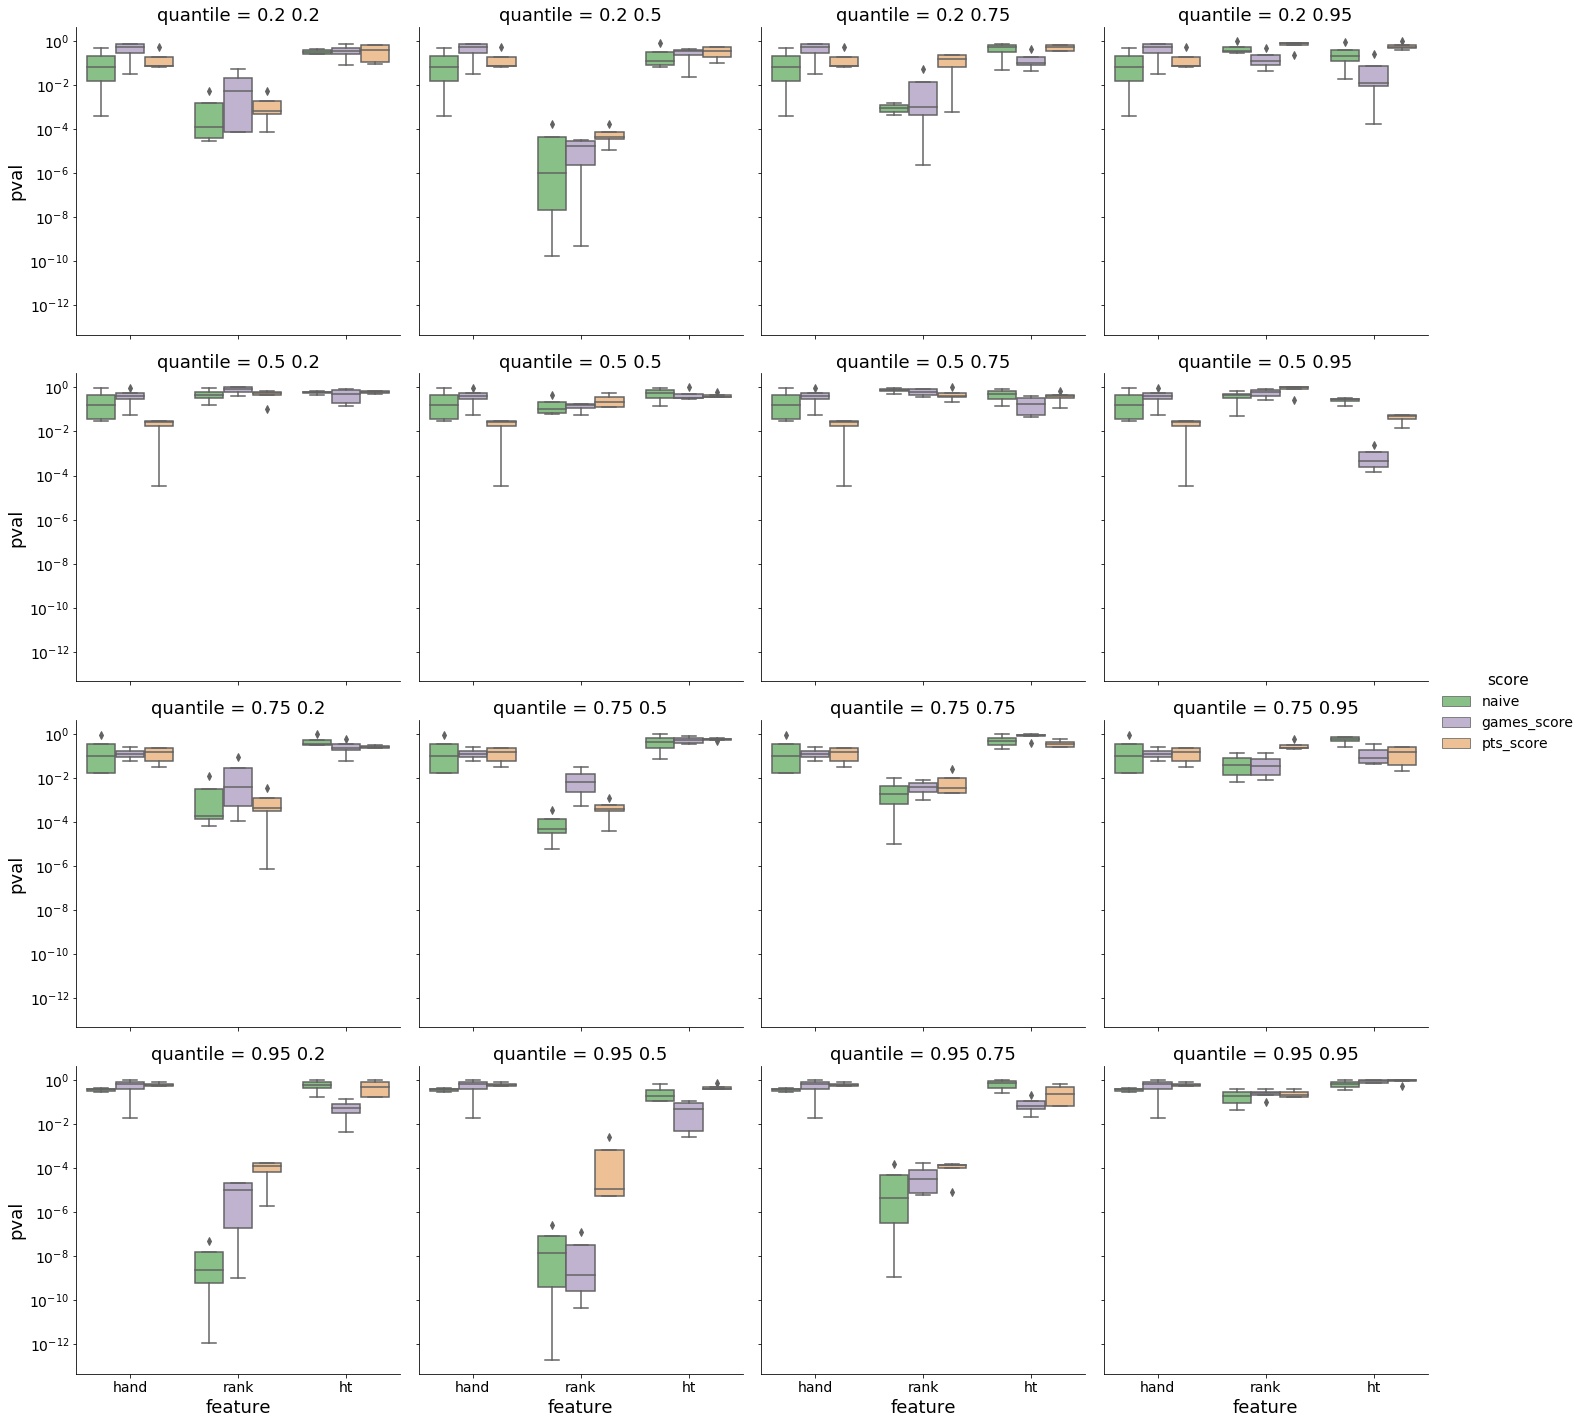 quantile = 0.2 0.2
quantile = 0.2 0.5
quantile = 0.2 0.75
quantile = 0.2 0.95
10⁰
10⁻²
10⁻⁴
10⁻⁶
10⁻⁸
10⁻¹⁰
10⁻¹²
pval
quantile = 0.5 0.2
quantile = 0.5 0.5
quantile = 0.5 0.75
quantile = 0.5 0.95
10⁰
10⁻²
10⁻⁴
10⁻⁶
10⁻⁸
10⁻¹⁰
10⁻¹²
pval
quantile = 0.75 0.2
quantile = 0.75 0.5
quantile = 0.75 0.75
quantile = 0.75 0.95
10⁰
10⁻²
10⁻⁴
10⁻⁶
10⁻⁸
10⁻¹⁰
10⁻¹²
pval
quantile = 0.95 0.2
quantile = 0.95 0.5
quantile = 0.95 0.75
quantile = 0.95 0.95
10⁰
10⁻²
10⁻⁴
10⁻⁶
10⁻⁸
10⁻¹⁰
10⁻¹²
pval
hand rank ht
feature
hand rank ht
feature
hand rank ht
feature
hand rank ht
feature
score
naive
games_score
pts_score